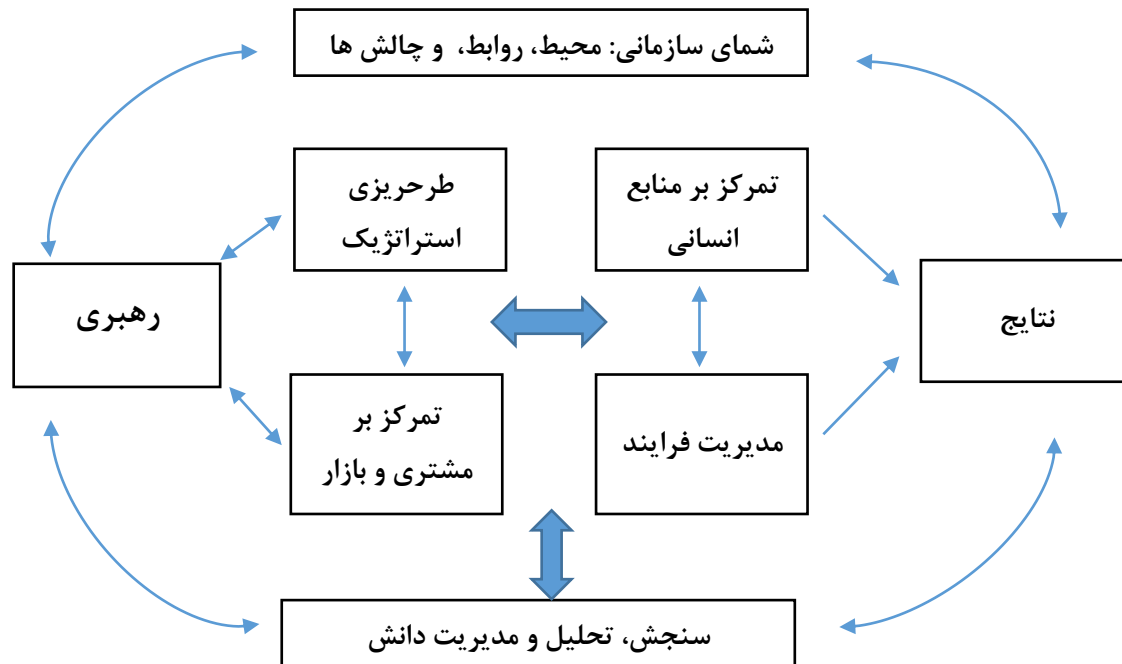 شمای سازمانی: محیط، روابط، و چالش ها
تمرکز بر منابع
انسانی
طرحریزی
استراتژیک
نتایج
رهبری
مدیریت فرایند
تمرکز بر
مشتری و بازار
سنجش، تحلیل و مدیریت دانش